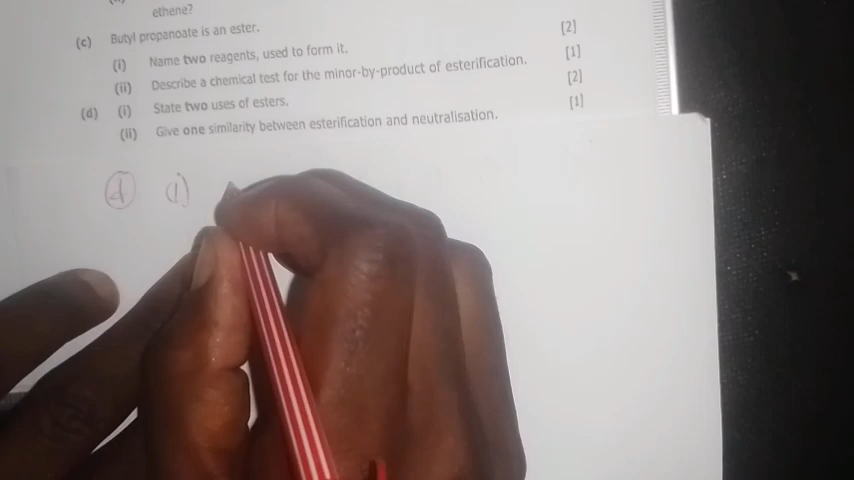 ethene?
(c) Butyl propanoate is an ester.
(i) Name two reagents, used to form it. [2]
(ii) Describe a chemical test for the minor-by-product of esterification. [1]
(d) (i) State two uses of esters. [2]
(ii) Give one similarity between esterification and neutralisation. [1]
d (i)